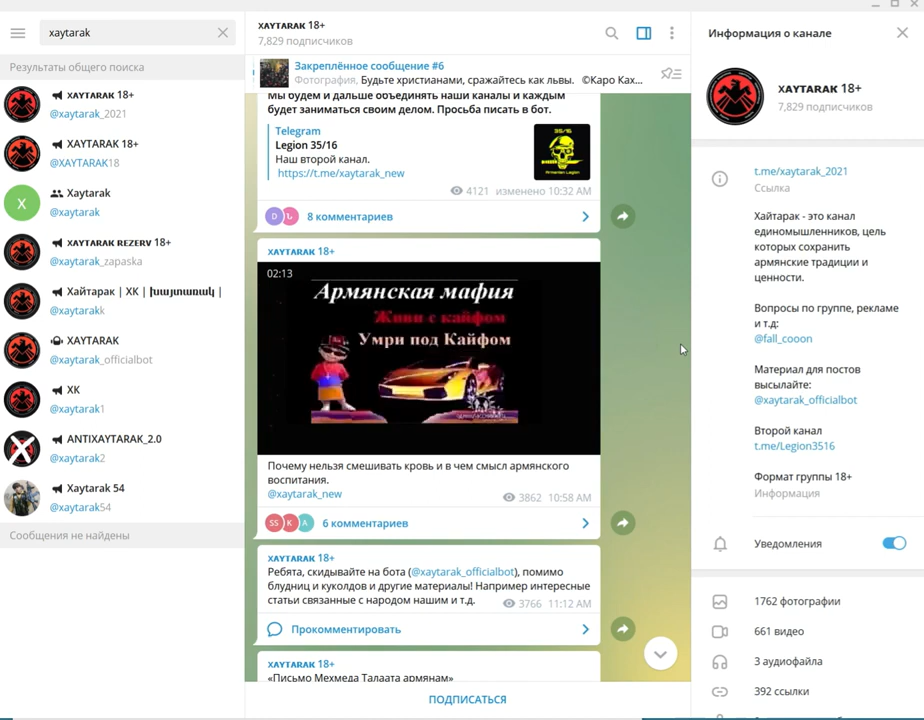 xaytarak
Результаты общего поиска
XAYTARAK 18+
@xaytarak_2021
XAYTARAK 18+
@XAYTARAK18
X
Xaytarak
@xaytarak
XAYTARAK REZERV 18+
@xaytarak_zapaska
Хайтарак | ХК | խայտառակ |
@xaytarakk
XAYTARAK
@xaytarak_officialbot
ХК
@xaytarak1
ANTIXAYTARAK_2.0
@xaytarak2
Xaytarak 54
@xaytarak54
Сообщения не найдены
XAYTARAK 18+
7,829 подписчиков
Закреплённое сообщение #6
Фотография, Будьте христианами, сражайтесь как львы. ©Каро Ках...
Мы будем и дальше объединять наши каналы и каждым
будет заниматься своим делом. Просьба писать в бот.
Telegram
Legion 35/16
Наш второй канал.
https://t.me/xaytarak_new
35/16
Armenian Legion
4121 изменено 10:32 AM
D Ն 8 комментариев
XAYTARAK 18+
02:13
Армянская мафия
Живи с кайфом
Умри под Кайфом
Почему нельзя смешивать кровь и в чем смысл армянского
воспитания.
@xaytarak_new
3862 10:58 AM
SS K A 6 комментариев
XAYTARAK 18+
Ребята, скидывайте на бота (@xaytarak_officialbot), помимо
блудниц и куколдов и другие материалы! Например интересные
статьи связанные с народом нашим и т.д.
3766 11:12 AM
Прокомментировать
XAYTARAK 18+
«Письмо Мехмеда Талаата армянам»
ПОДПИСАТЬСЯ
Информация о канале
XAYTARAK 18+
7,829 подписчиков
t.me/xaytarak_2021
Ссылка
Хайтарак - это канал
единомышленников, цель
которых сохранить
армянские традиции и
ценности.
Вопросы по группе, рекламе
и т.д:
@fall_cooon
Материал для постов
высылайте:
@xaytarak_officialbot
Второй канал
t.me/Legion3516
Формат группы 18+
Информация
Уведомления
1762 фотографии
661 видео
3 аудиофайла
392 ссылки